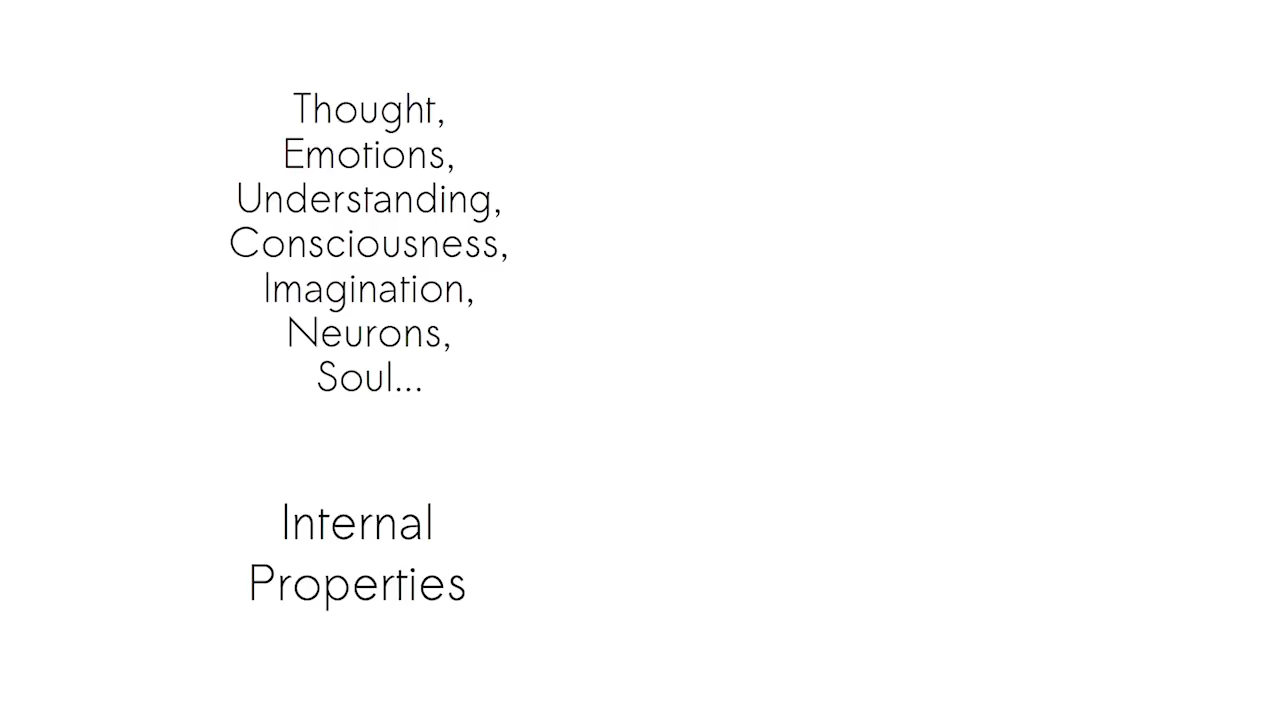 Thought,
Emotions,
Understanding,
Consciousness,
Imagination,
Neurons,
Soul...
Internal
Properties